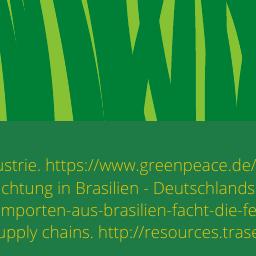 ustrie. https://www.greenpeace.de/
chtung in Brasilien - Deutschlands
importen-aus-brasilien-facht-die-fe
upply chains. http://resources.trase